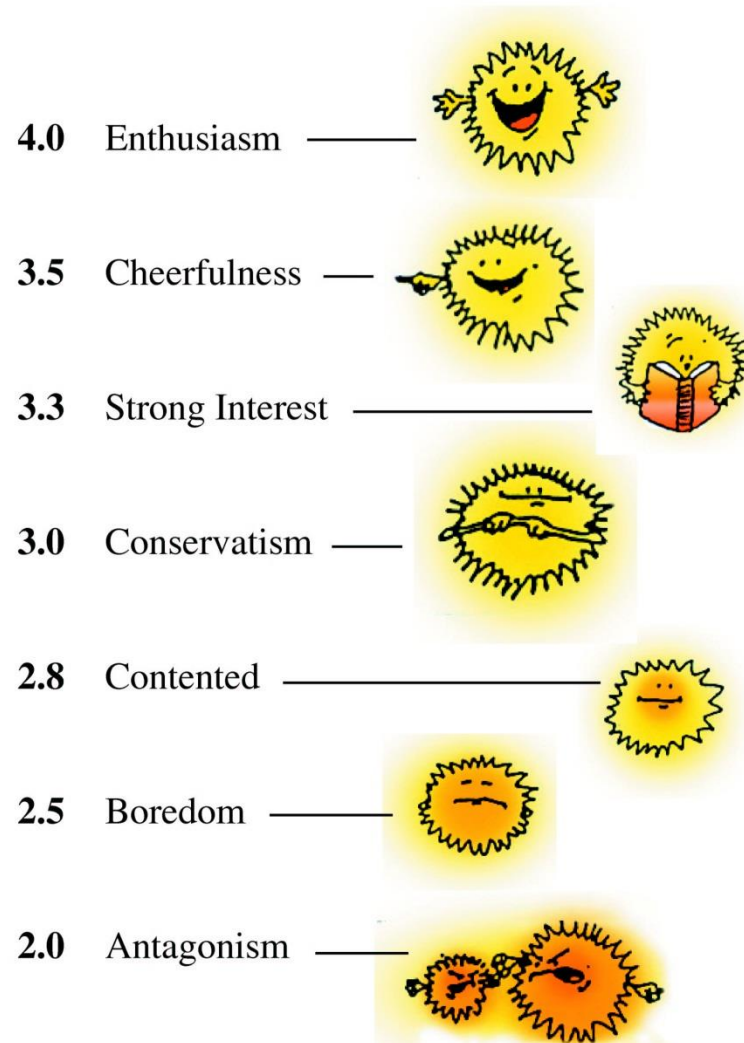 4.0 Enthusiasm
3.5 Cheerfulness
3.3 Strong Interest
3.0 Conservatism
2.8 Contented
2.5 Boredom
2.0 Antagonism